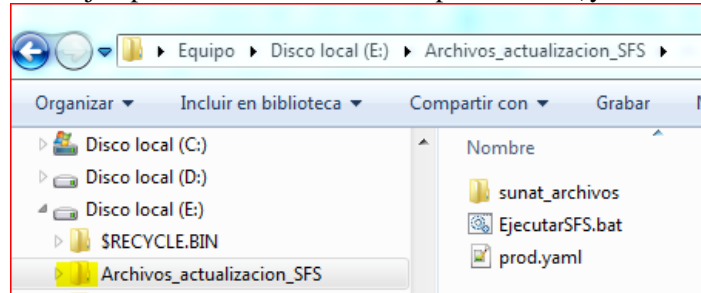 Equipo Disco local (E:) Archivos_actualizacion_SFS
Organizar Incluir en biblioteca Compartir con Grabar
Disco local (C:)
Disco local (D:)
Disco local (E:)
$RECYCLE.BIN
Archivos_actualizacion_SFS
Nombre
sunat_archivos
EjecutarSFS.bat
prod.yaml